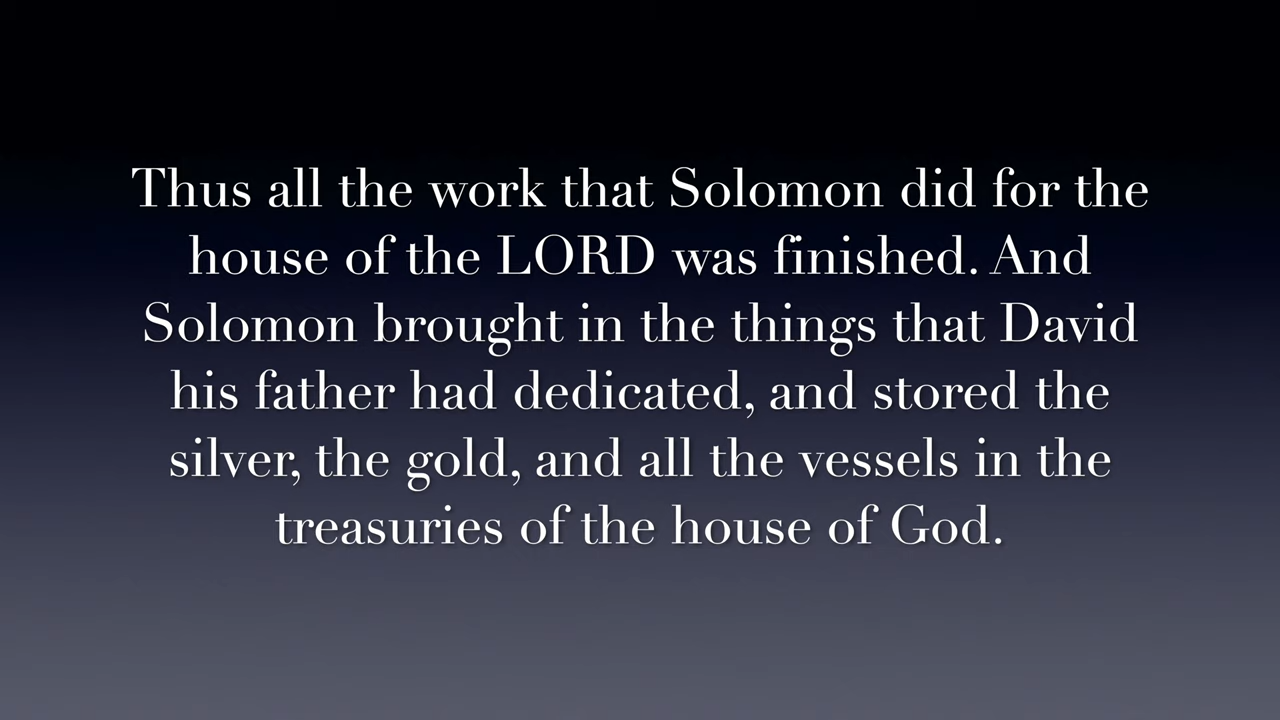 Thus all the work that Solomon did for the
house of the LORD was finished. And
Solomon brought in the things that David
his father had dedicated, and stored the
silver, the gold, and all the vessels in the
treasuries of the house of God.